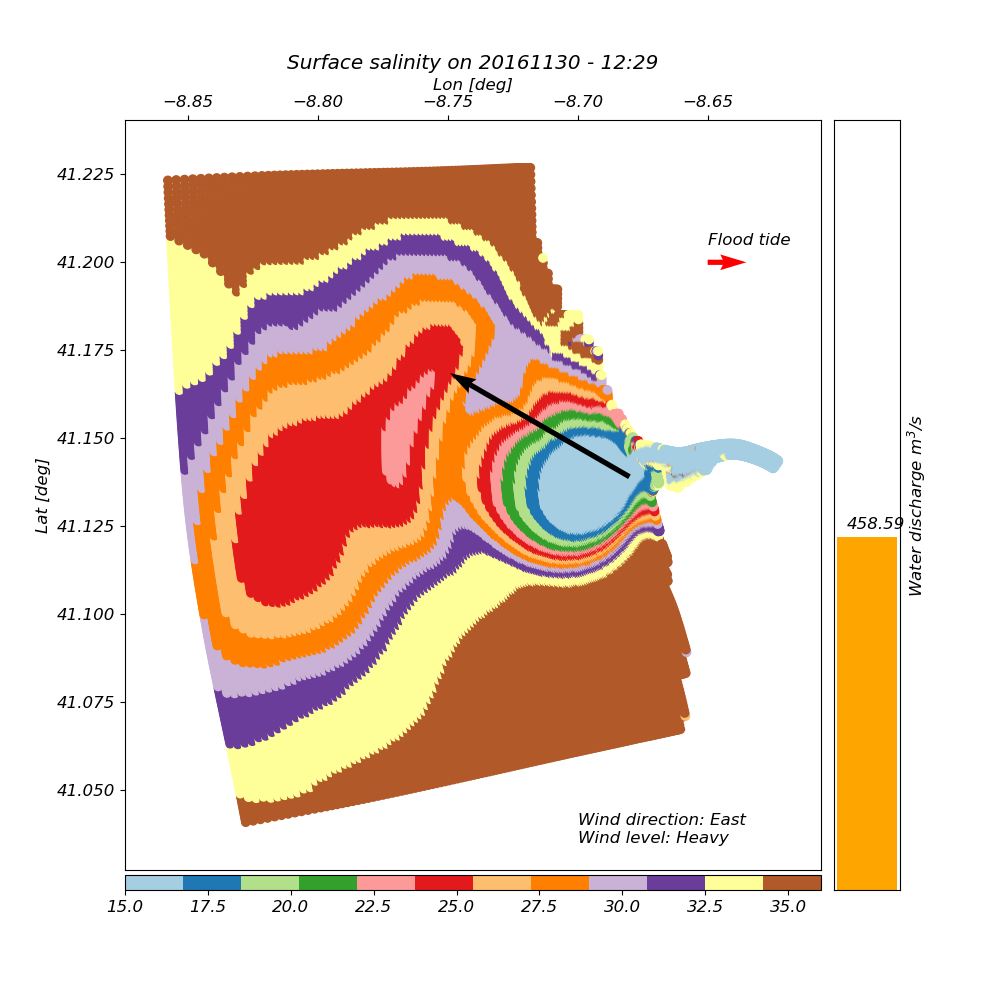 Surface salinity on 20161130 - 12:29
Lon [deg]
−8.85 −8.80 −8.75 −8.70 −8.65
41.225
41.200
41.175
41.150
41.125
41.100
41.075
41.050
Lat [deg]
Flood tide
Wind direction: East
Wind level: Heavy
458.59
Water discharge m³/s
15.0 17.5 20.0 22.5 25.0 27.5 30.0 32.5 35.0